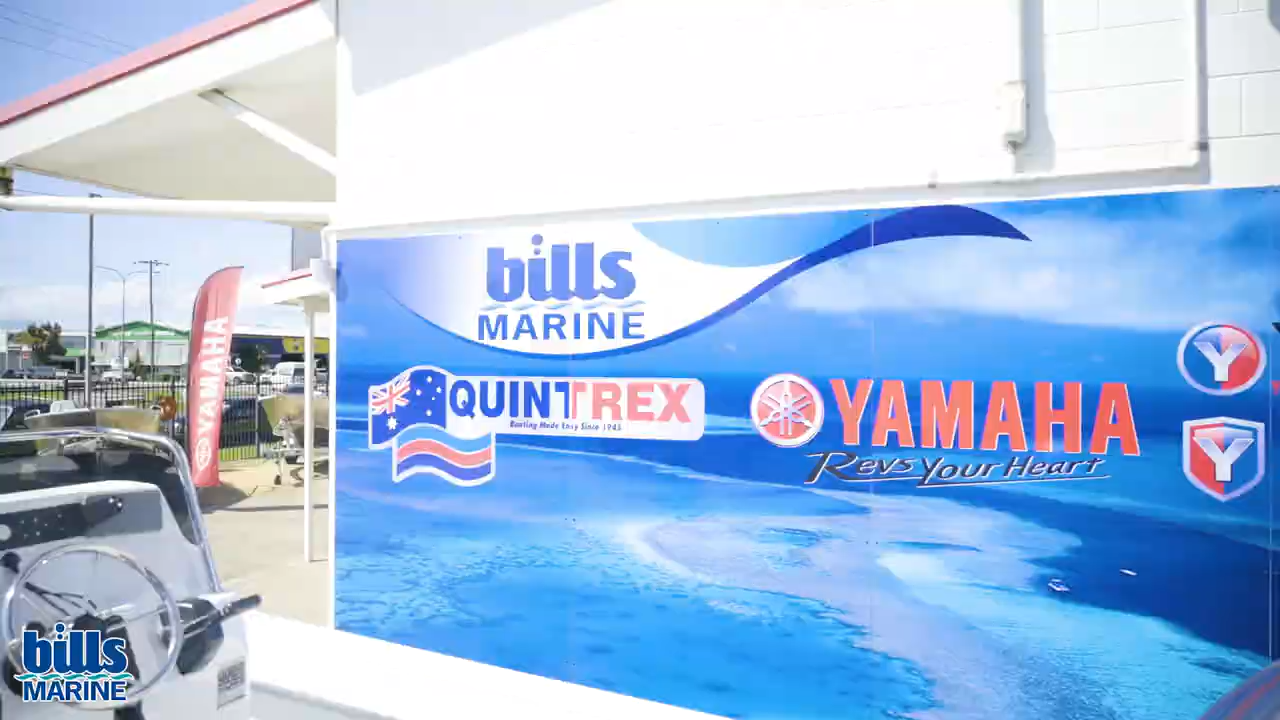 bills
MARINE
QUINTREX
Boating Made Easy Since 1945
YAMAHA
Revs Your Heart
Y
Y
YAMAHA
bills
MARINE